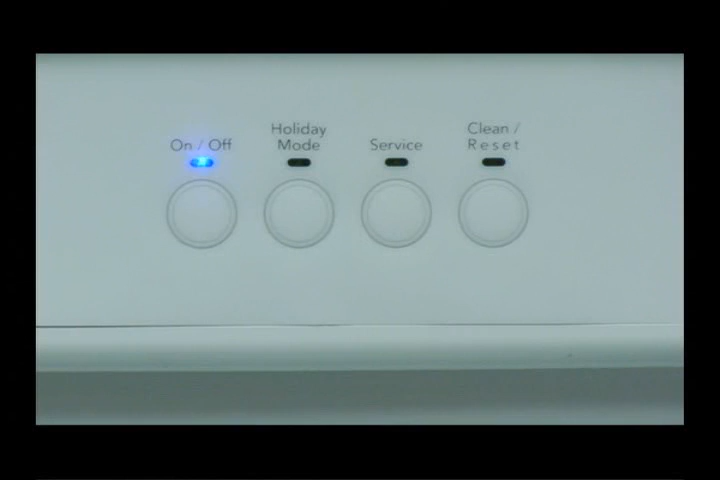 On / Off
Holiday
Mode
Service
Clean /
Reset